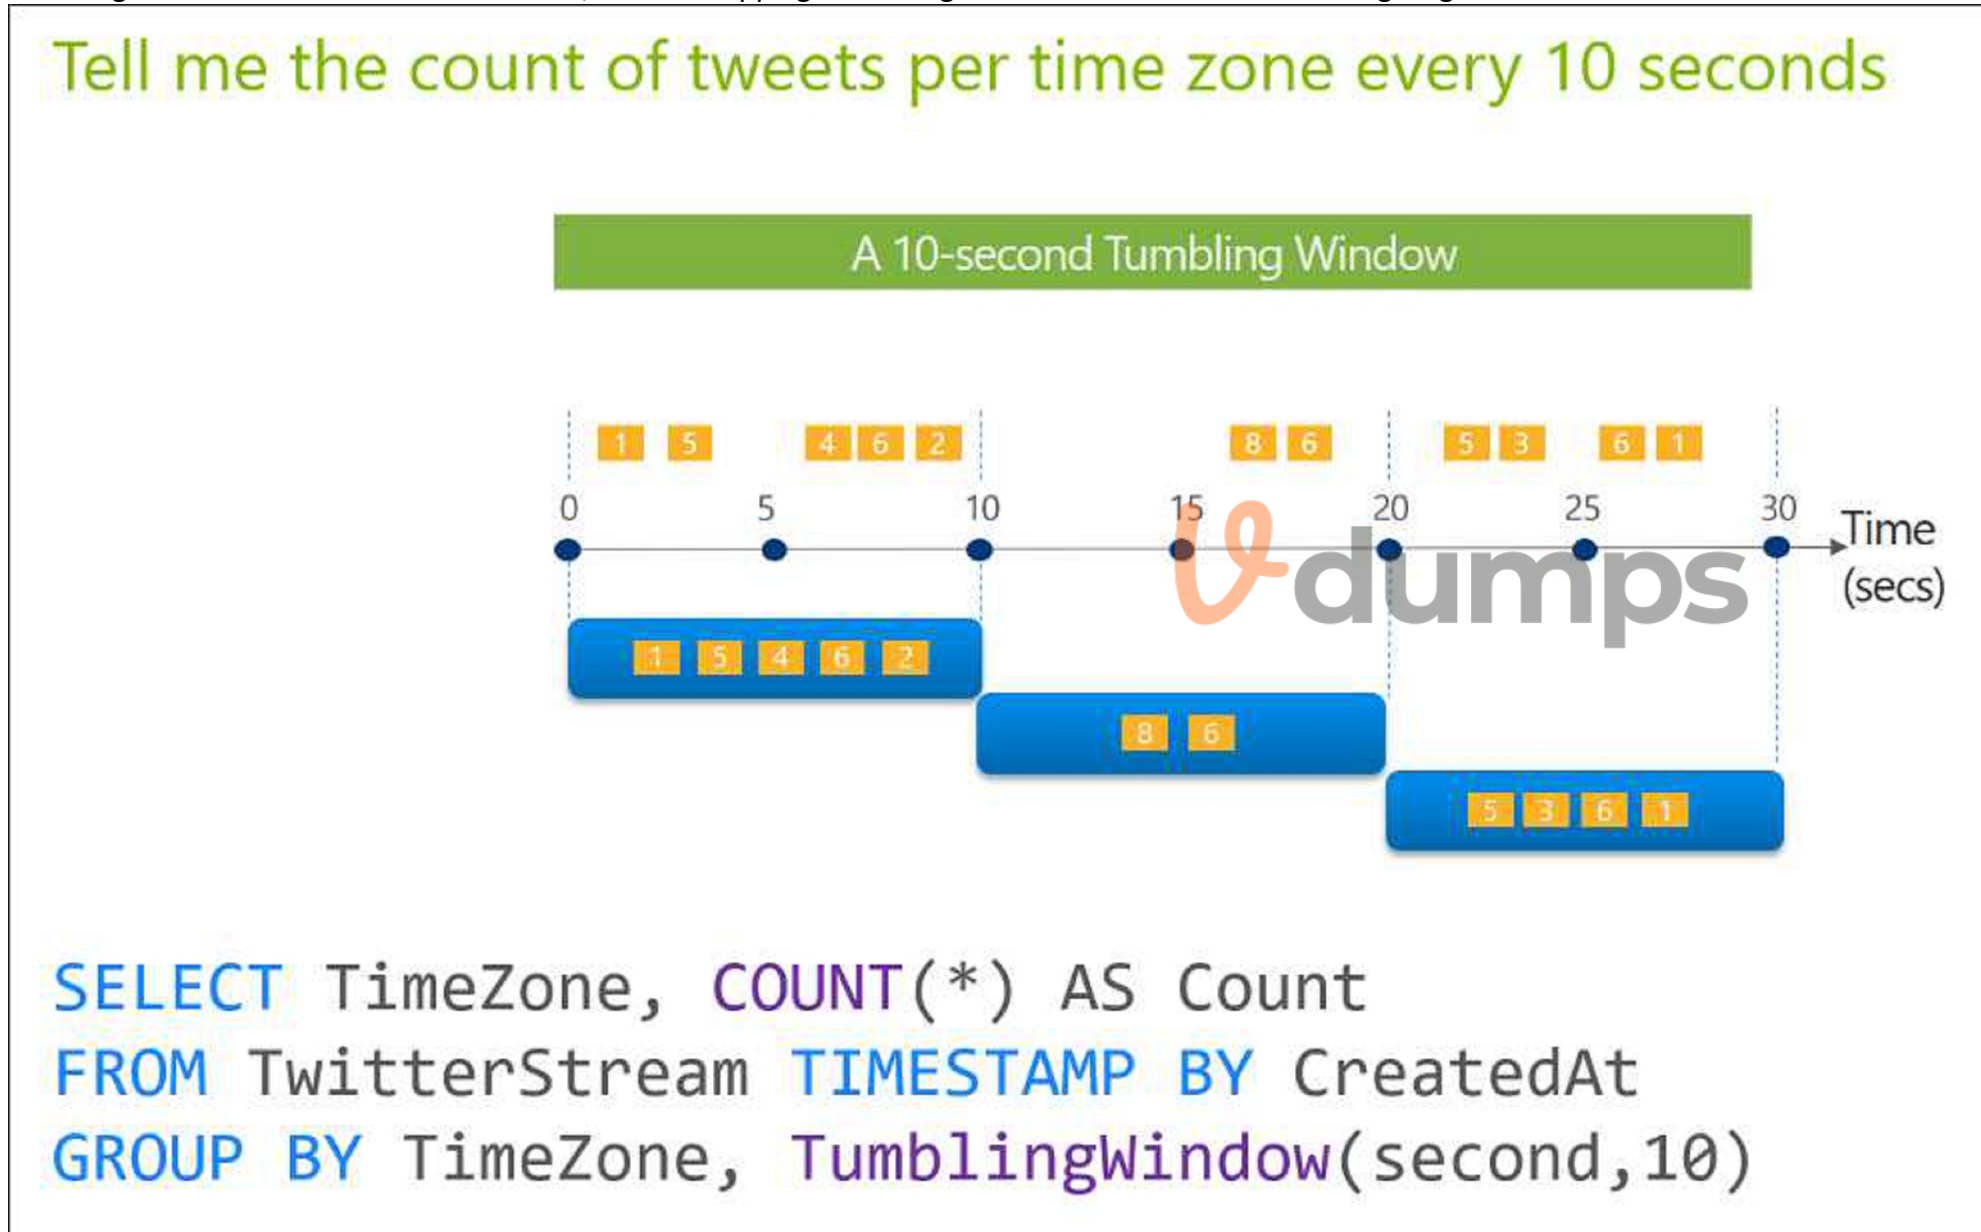 Tell me the count of tweets per time zone every 10 seconds
A 10-second Tumbling Window
1 5 4 6 2 8 6 5 3 6 1
0 5 10 15 20 25 30
Time
(secs)
dumps
1 5 4 6 2
8 6
5 3 6 1
SELECT TimeZone, COUNT(*) AS Count
FROM TwitterStream TIMESTAMP BY CreatedAt
GROUP BY TimeZone, TumblingWindow(second,10)